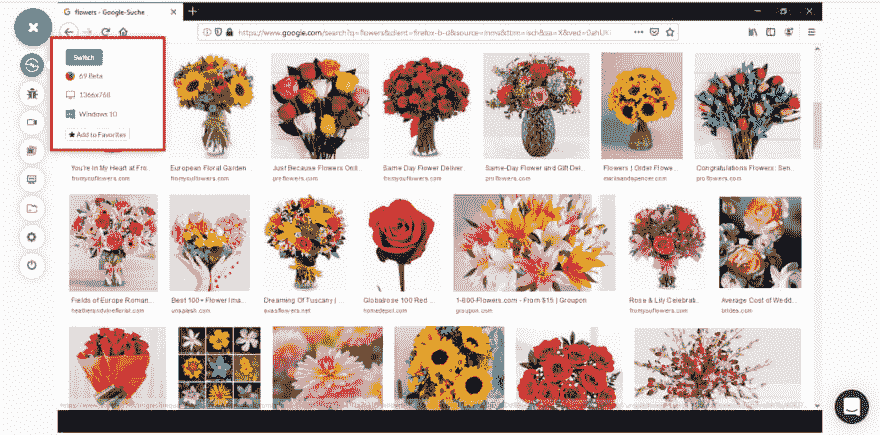 flowers - Google-Suche
https://www.google.com/search?q=flowers&client=firefox-b-d&source=lnms&tbm=isch&sa=X&ved=0ahUKE
Switch
69 Beta
1366x768
Windows 10
Add to Favorites
You're in My Heart at Fro...
fromyouflowers.com
European Floral Garden
fromyouflowers.com
Just Because Flowers Onli...
proflowers.com
Same Day Flower Deliver
proflowers.com
Same-Day Flower and Gift Del...
proflowers.com
Flowers | Order Flowe...
marksandspencer.com
Congratulations Flowers: Sen...
proflowers.com
Fields of Europe Roman...
heathersandvineflorist.com
Best 100+ Flower Ima...
unsplash.com
Dreaming Of Tuscany | ...
avasflowers.net
Globalrose 100 Red ...
homedepot.com
1-800-Flowers.com - From $15 | Groupon
groupon.com
Rose & Lily Celebrati...
fromyouflowers.com
Average Cost of Wedd...
brides.com